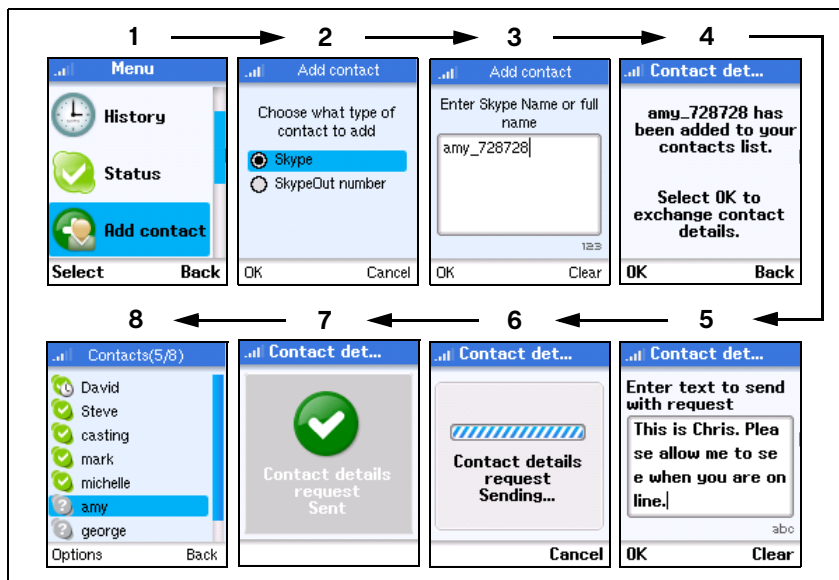 1
2
3
4
Menu
History
Status
Add contact
Select Back
Add contact
Choose what type of
contact to add
Skype
SkypeOut number
OK Cancel
Add contact
Enter Skype Name or full
name
amy_728728
123
OK Clear
Contact det...
amy_728728 has
been added to your
contacts list.
Select OK to
exchange contact
details.
OK Back
8
7
6
5
Contacts(5/8)
David
Steve
casting
mark
michelle
amy
george
Options Back
Contact det...
Contact details
request
Sent
Contact det...
Contact details
request
Sending...
Cancel
Contact det...
Enter text to send
with request
This is Chris. Plea
se allow me to se
e when you are on
line.
abc
OK Clear